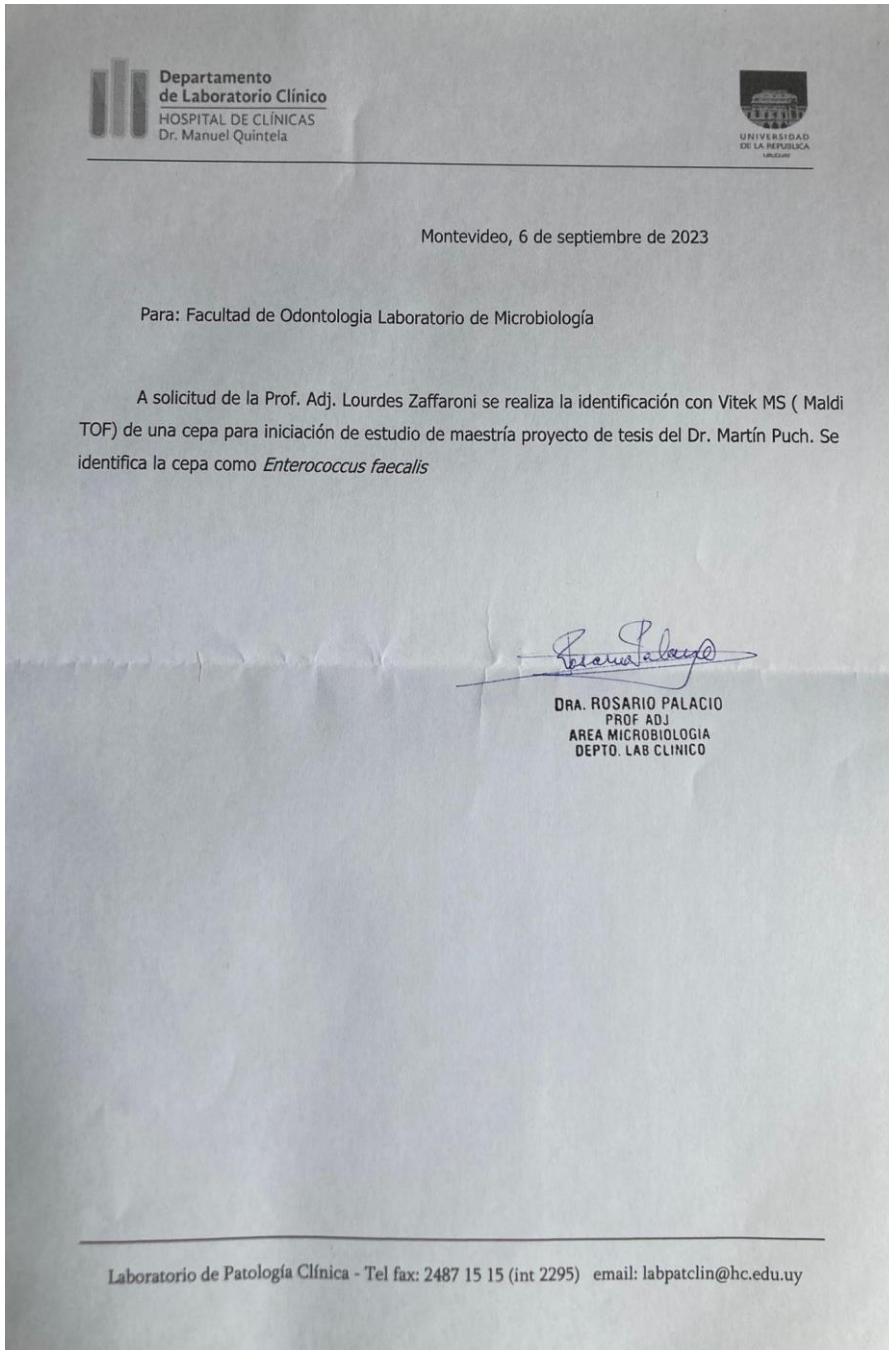 Departamento
de Laboratorio Clínico
HOSPITAL DE CLÍNICAS
Dr. Manuel Quintela
UNIVERSIDAD
DE LA REPUBLICA
URUGUAY
Montevideo, 6 de septiembre de 2023
Para: Facultad de Odontologia Laboratorio de Microbiología
A solicitud de la Prof. Adj. Lourdes Zaffaroni se realiza la identificación con Vitek MS ( Maldi
TOF) de una cepa para iniciación de estudio de maestría proyecto de tesis del Dr. Martín Puch. Se
identifica la cepa como Enterococcus faecalis
Rosario Palacio
DRA. ROSARIO PALACIO
PROF ADJ
AREA MICROBIOLOGIA
DEPTO. LAB CLINICO
Laboratorio de Patología Clínica - Tel fax: 2487 15 15 (int 2295) email: labpatclin@hc.edu.uy